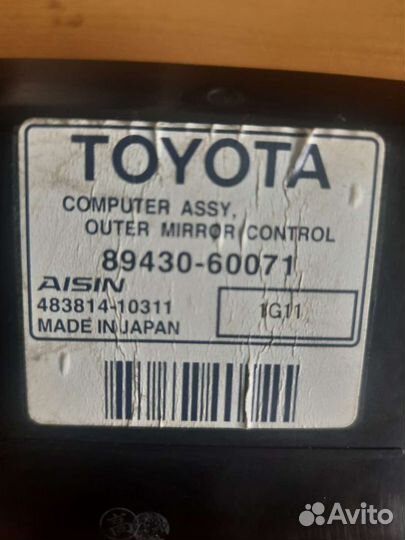 TOYOTA
COMPUTER ASSY,
OUTER MIRROR CONTROL
89430-60071
AISIN
483814-10311
1G11
MADE IN JAPAN
Avito